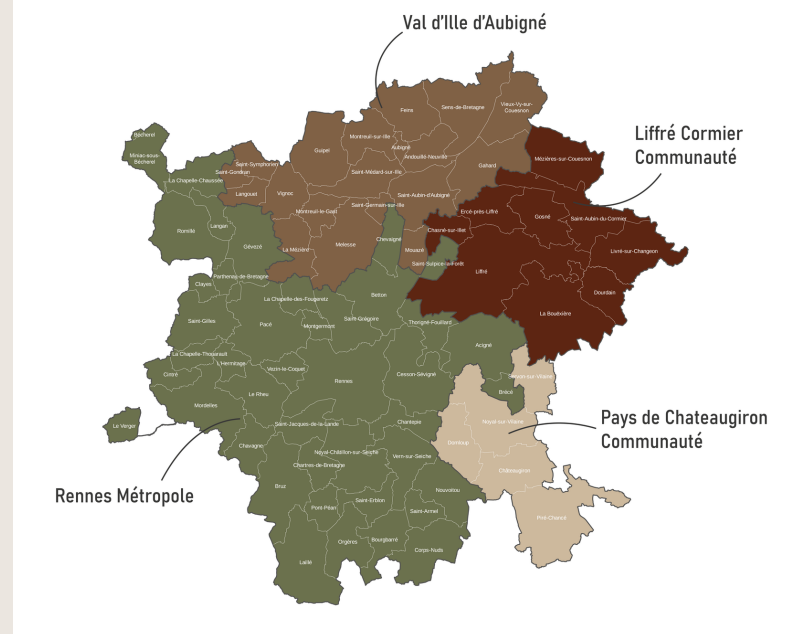 Val d'Ille d'Aubigné
Liffré Cormier
Communauté
Pays de Chateaugiron
Communauté
Rennes Métropole
Feins
Sens-de-Bretagne
Vieux-Vy-sur-
Couesnon
Bécherel
Miniac-sous-
Bécherel
Montreuil-sur-Ille
Guipel
Aubigné
Andouillé-Neuville
Mézières-sur-Couesnon
Saint-Symphorien
Saint-Gondran
Saint-Médard-sur-Ille
Gahard
La Chapelle-Chaussée
Langouet
Vignoc
Saint-Aubin-d'Aubigné
Saint-Germain-sur-Ille
Montreuil-le-Gast
Ercé-près-Liffré
Gosné
Saint-Aubin-du-Cormier
Romillé
Langan
Chasné-sur-Illet
Gévezé
La Mézière
Melesse
Chevaigné
Mouazé
Livré-sur-Changeon
Saint-Sulpice-la-Forêt
Liffré
Parthenay-de-Bretagne
Clayes
La Chapelle-des-Fougeretz
Betton
Dourdain
Saint-Gilles
Pacé
Montgermont
Saint-Grégoire
Thorigné-Fouillard
La Bouëxière
Acigné
La Chapelle-Thouarault
L'Hermitage
Cintré
Vezin-le-Coquet
Rennes
Cesson-Sévigné
Servon-sur-Vilaine
Brécé
Mordelles
Le Rheu
Le Verger
Saint-Jacques-de-la-Lande
Chantepie
Noyal-sur-Vilaine
Domloup
Chavagne
Noyal-Châtillon-sur-Seiche
Vern-sur-Seiche
Chartres-de-Bretagne
Châteaugiron
Bruz
Nouvoitou
Saint-Erblon
Pont-Péan
Saint-Armel
Piré-Chancé
Orgères
Bourgbarré
Corps-Nuds
Laillé